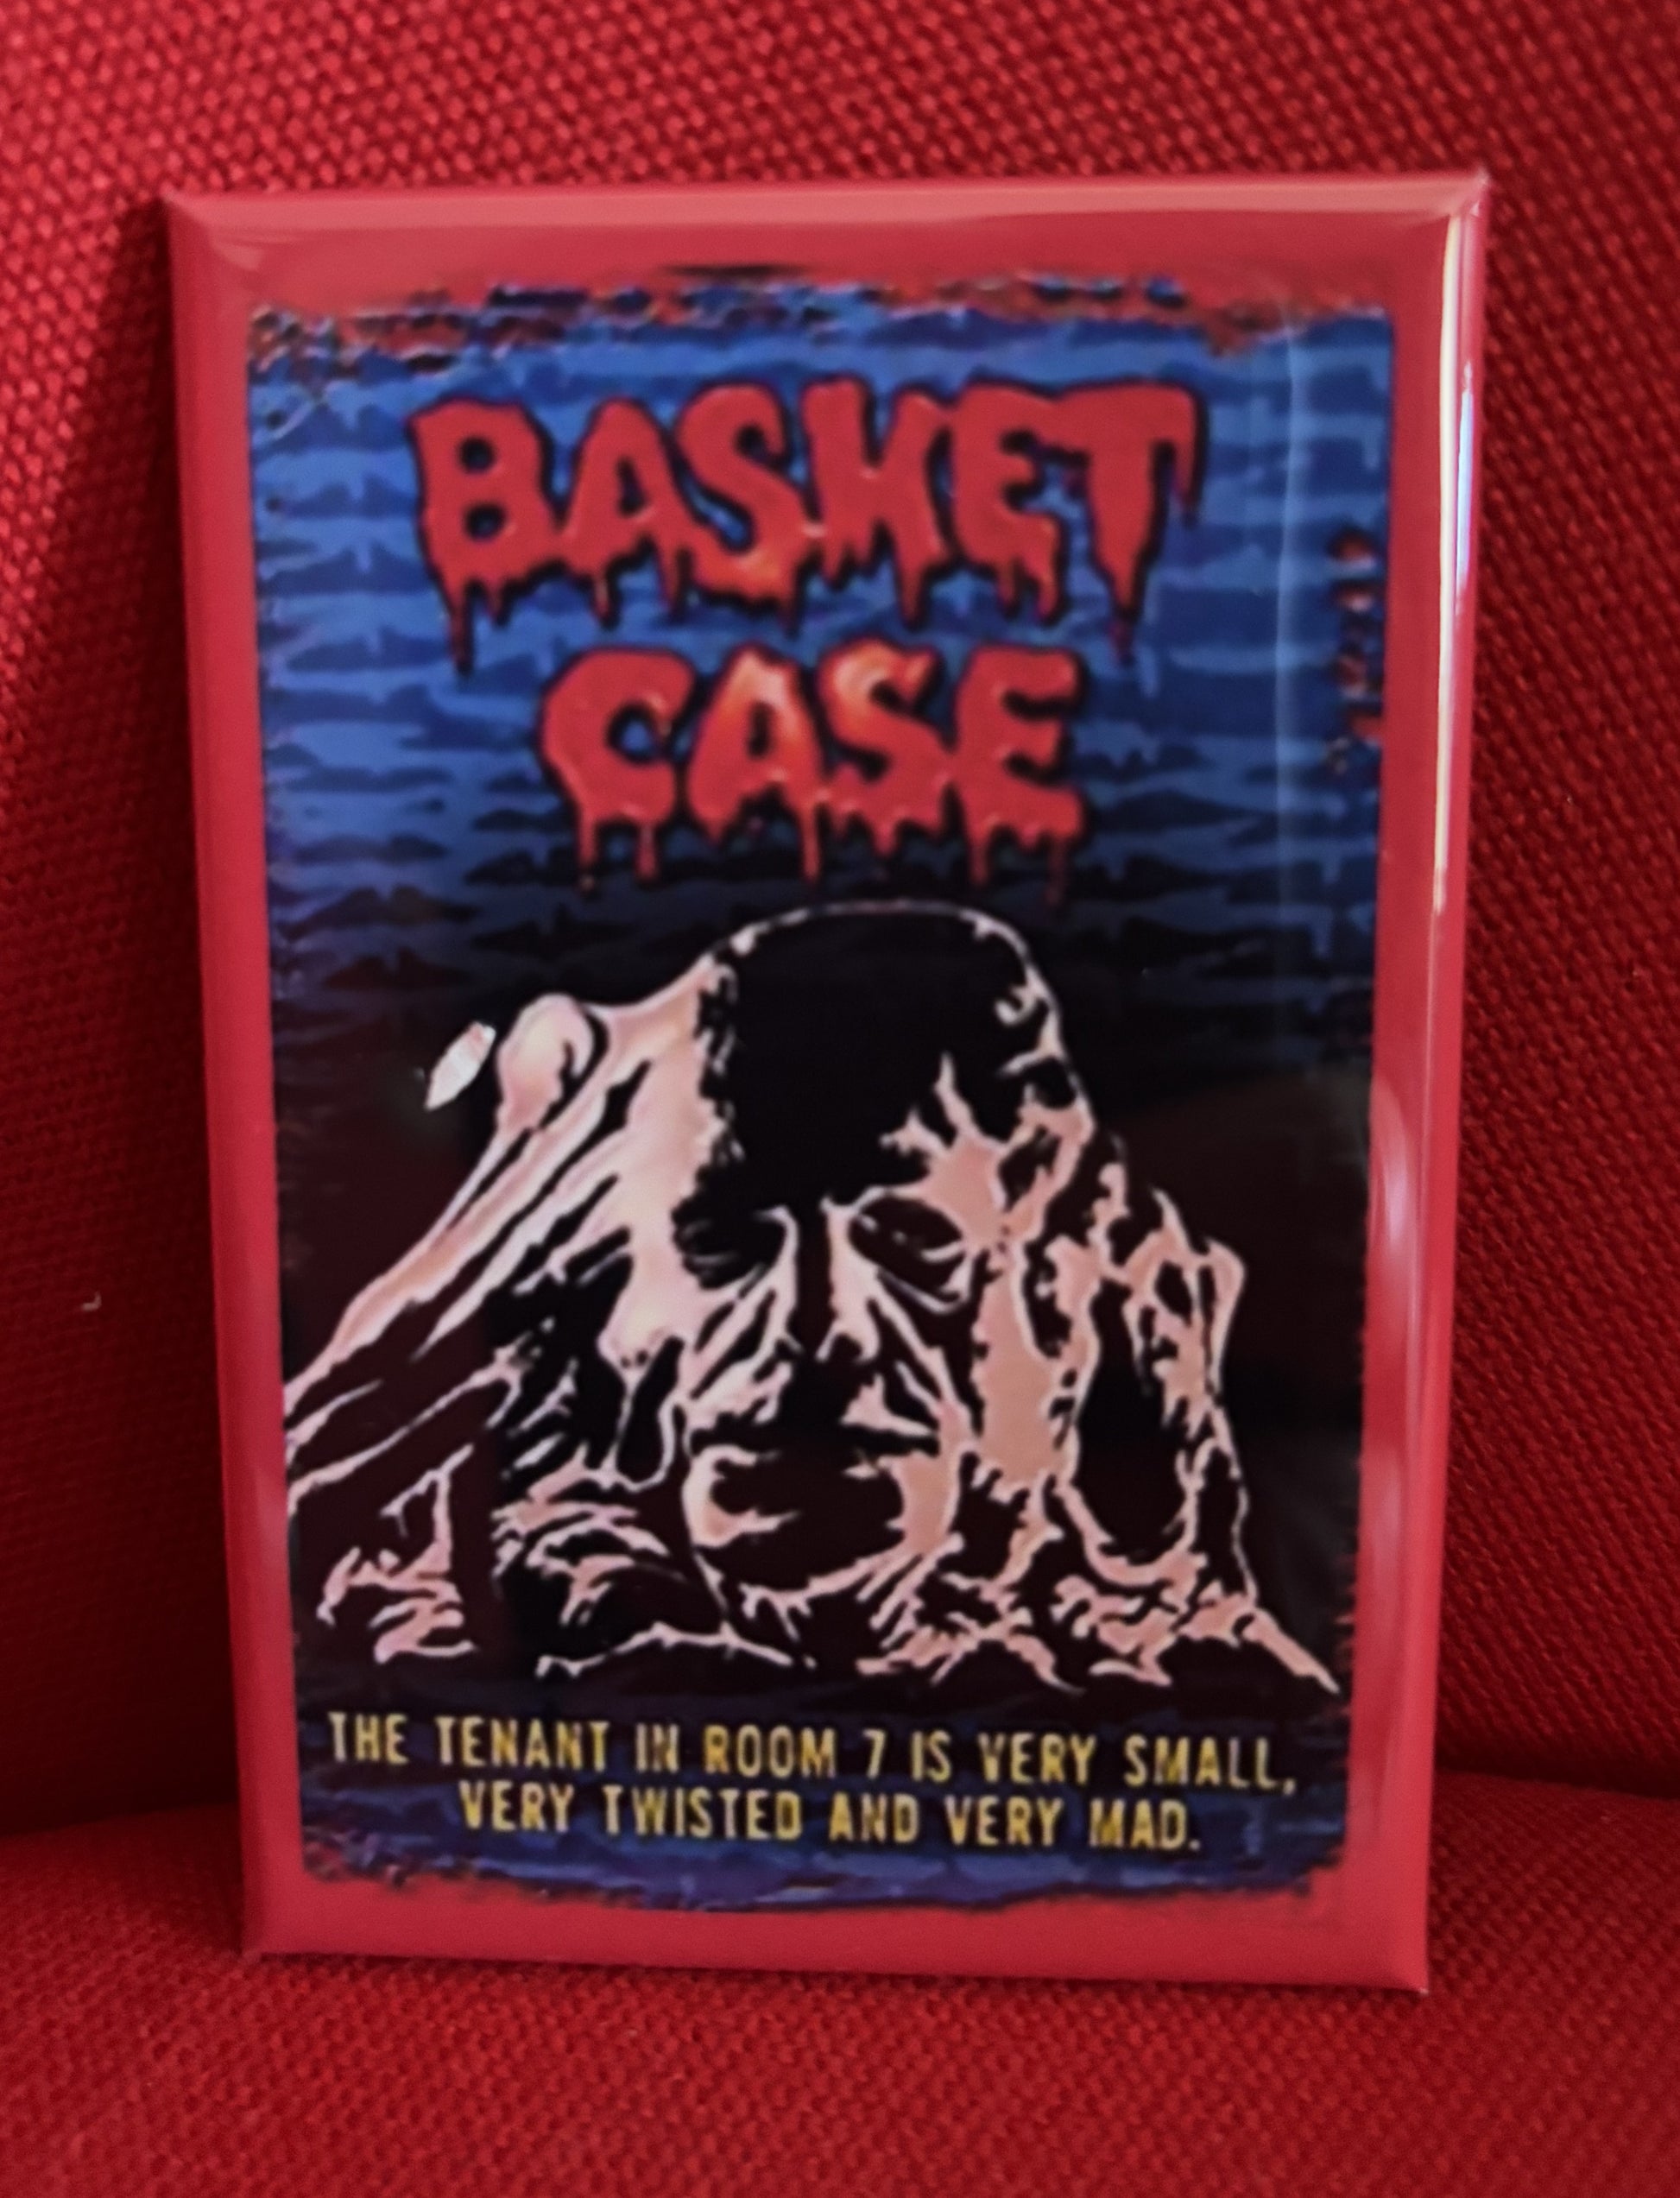 BASKET
CASE
THE TENANT IN ROOM 7 IS VERY SMALL,
VERY TWISTED AND VERY MAD.